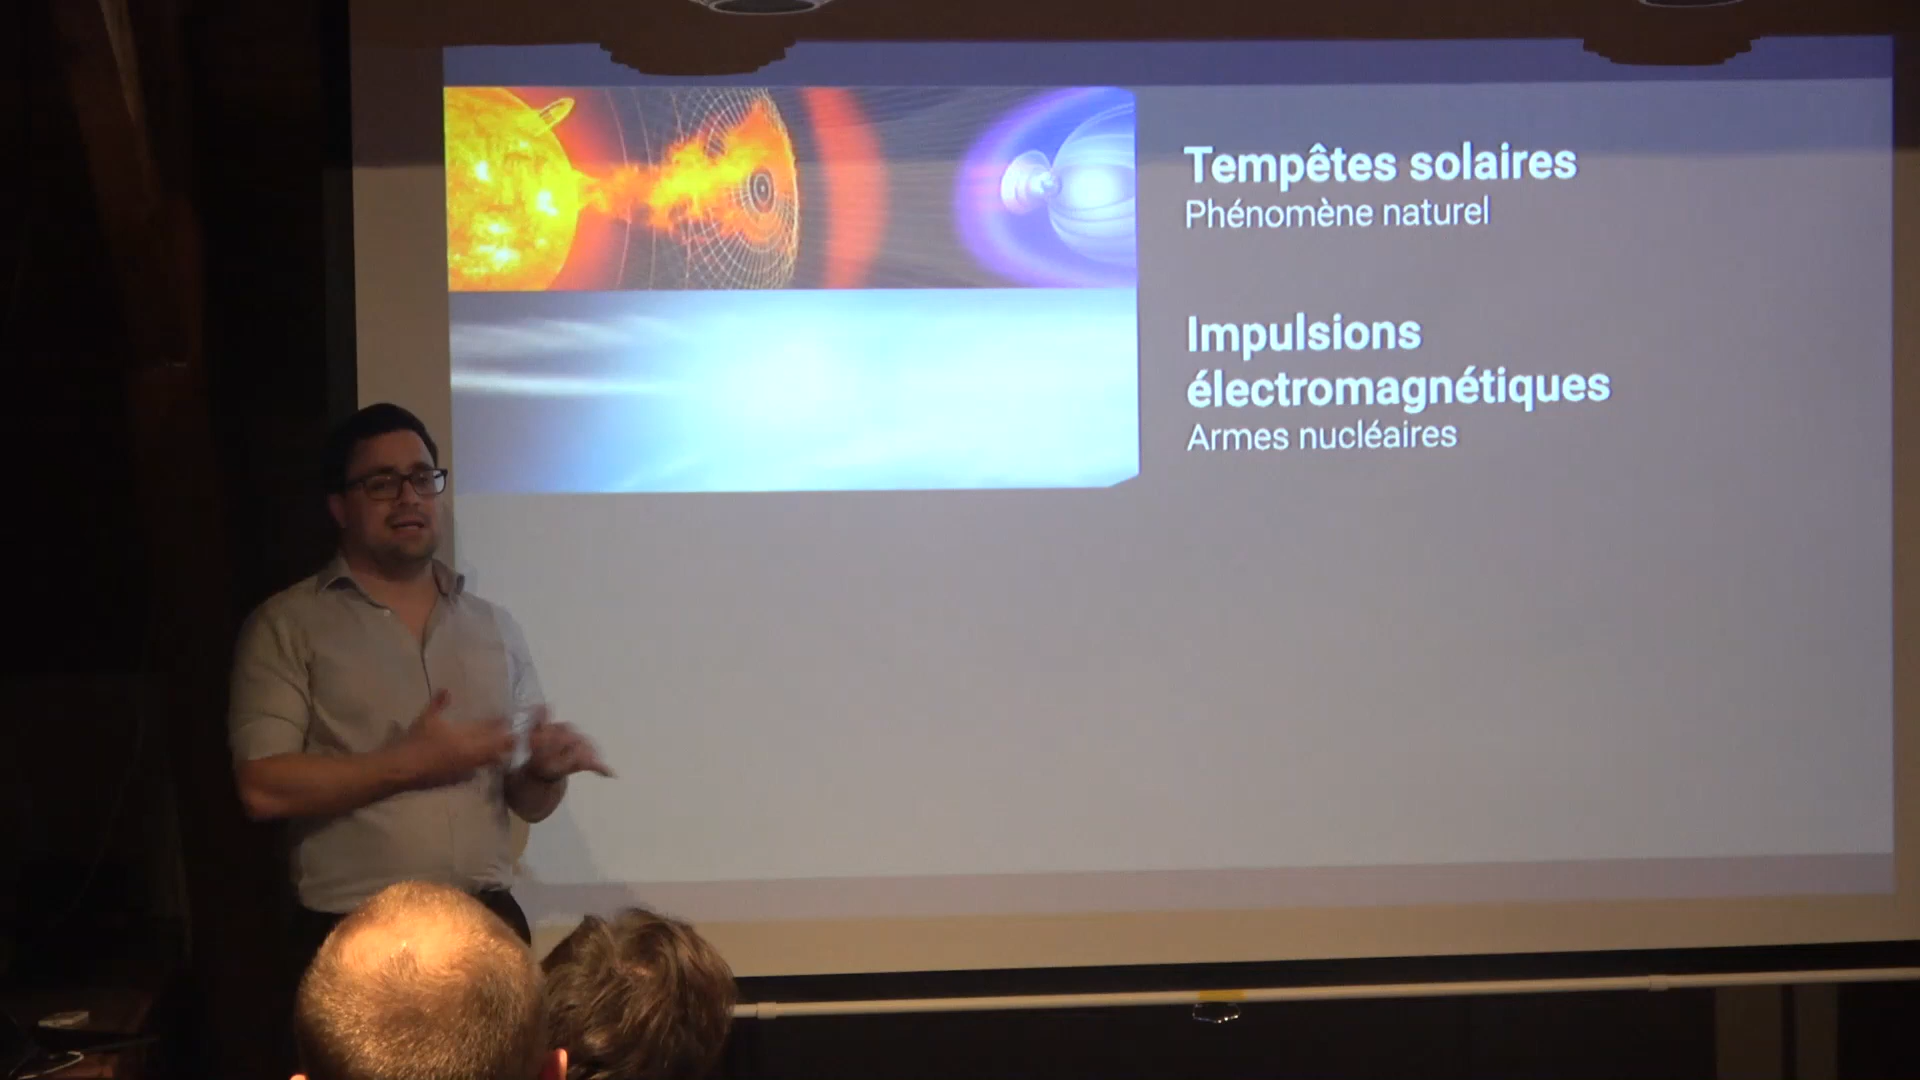 Tempêtes solaires
Phénomène naturel
Impulsions
électromagnétiques
Armes nucléaires